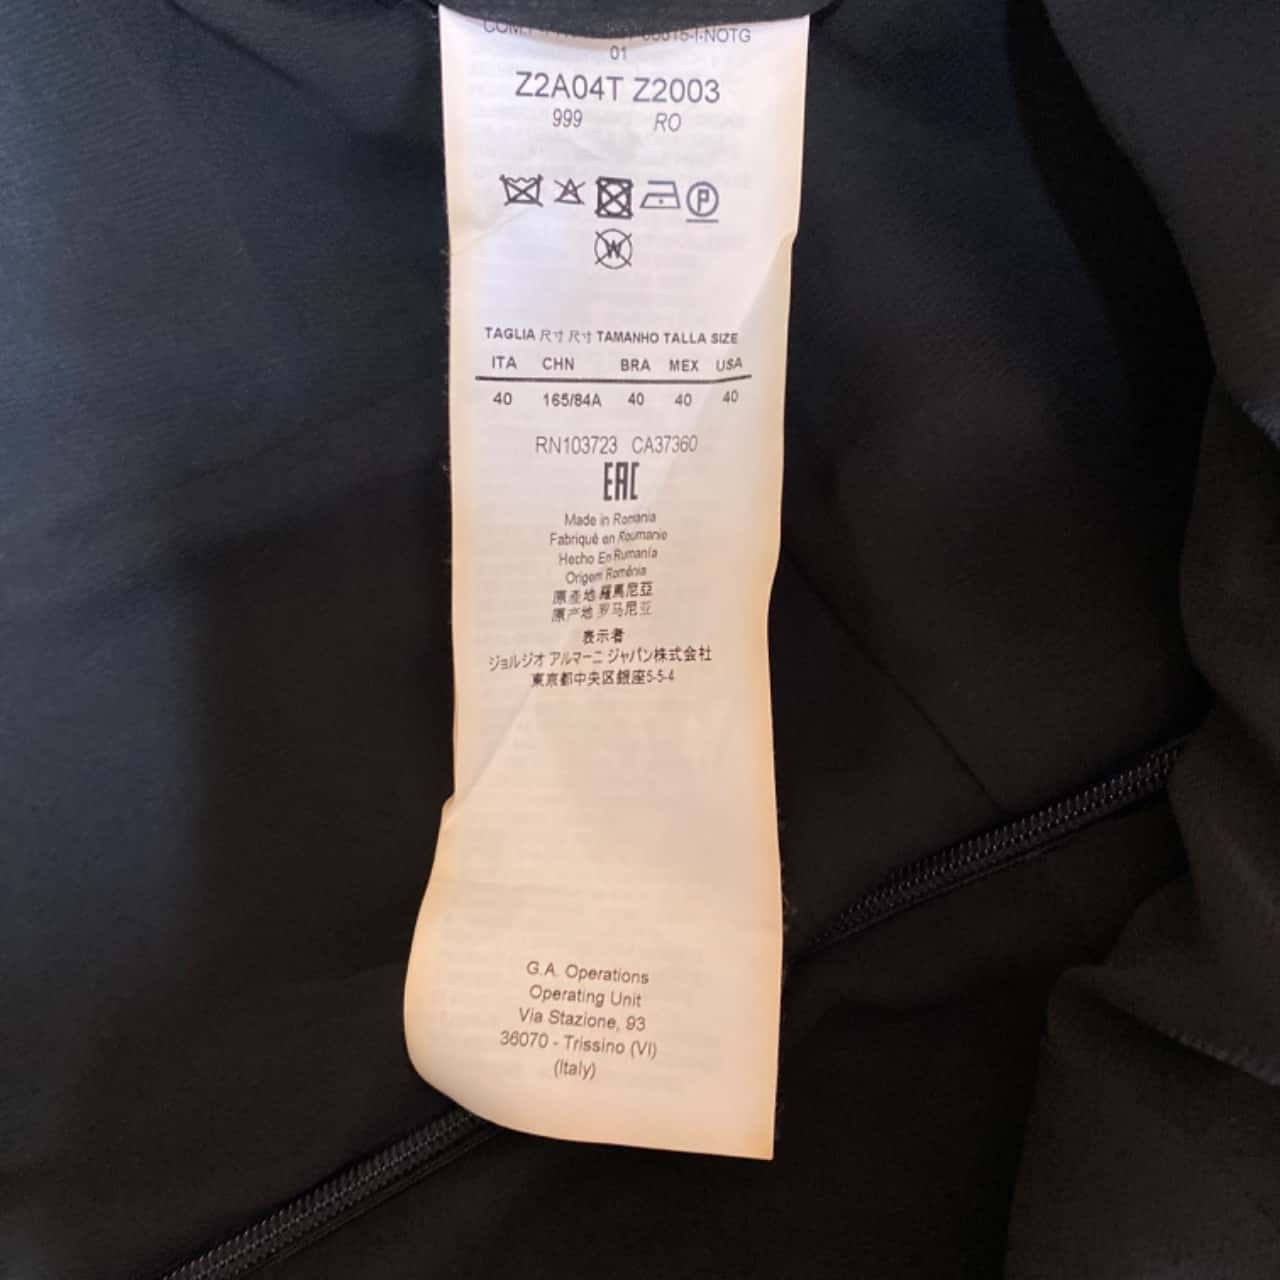 01
Z2A04T Z2003
999 RO
P
W
TAGLIA 尺寸 尺寸 TAMANHO TALLA SIZE
ITA CHN BRA MEX USA
40 165/84A 40 40 40
RN103723 CA37360
EAC
Made in Romania
Fabriqué en Roumanie
Hecho En Rumanía
Origem Romênia
原產地 羅馬尼亞
原产地 罗马尼亚
表示者
ジョルジオ アルマーニ ジャパン株式会社
東京都中央区銀座5-5-4
G.A. Operations
Operating Unit
Via Stazione, 93
36070 - Trissino (VI)
(Italy)